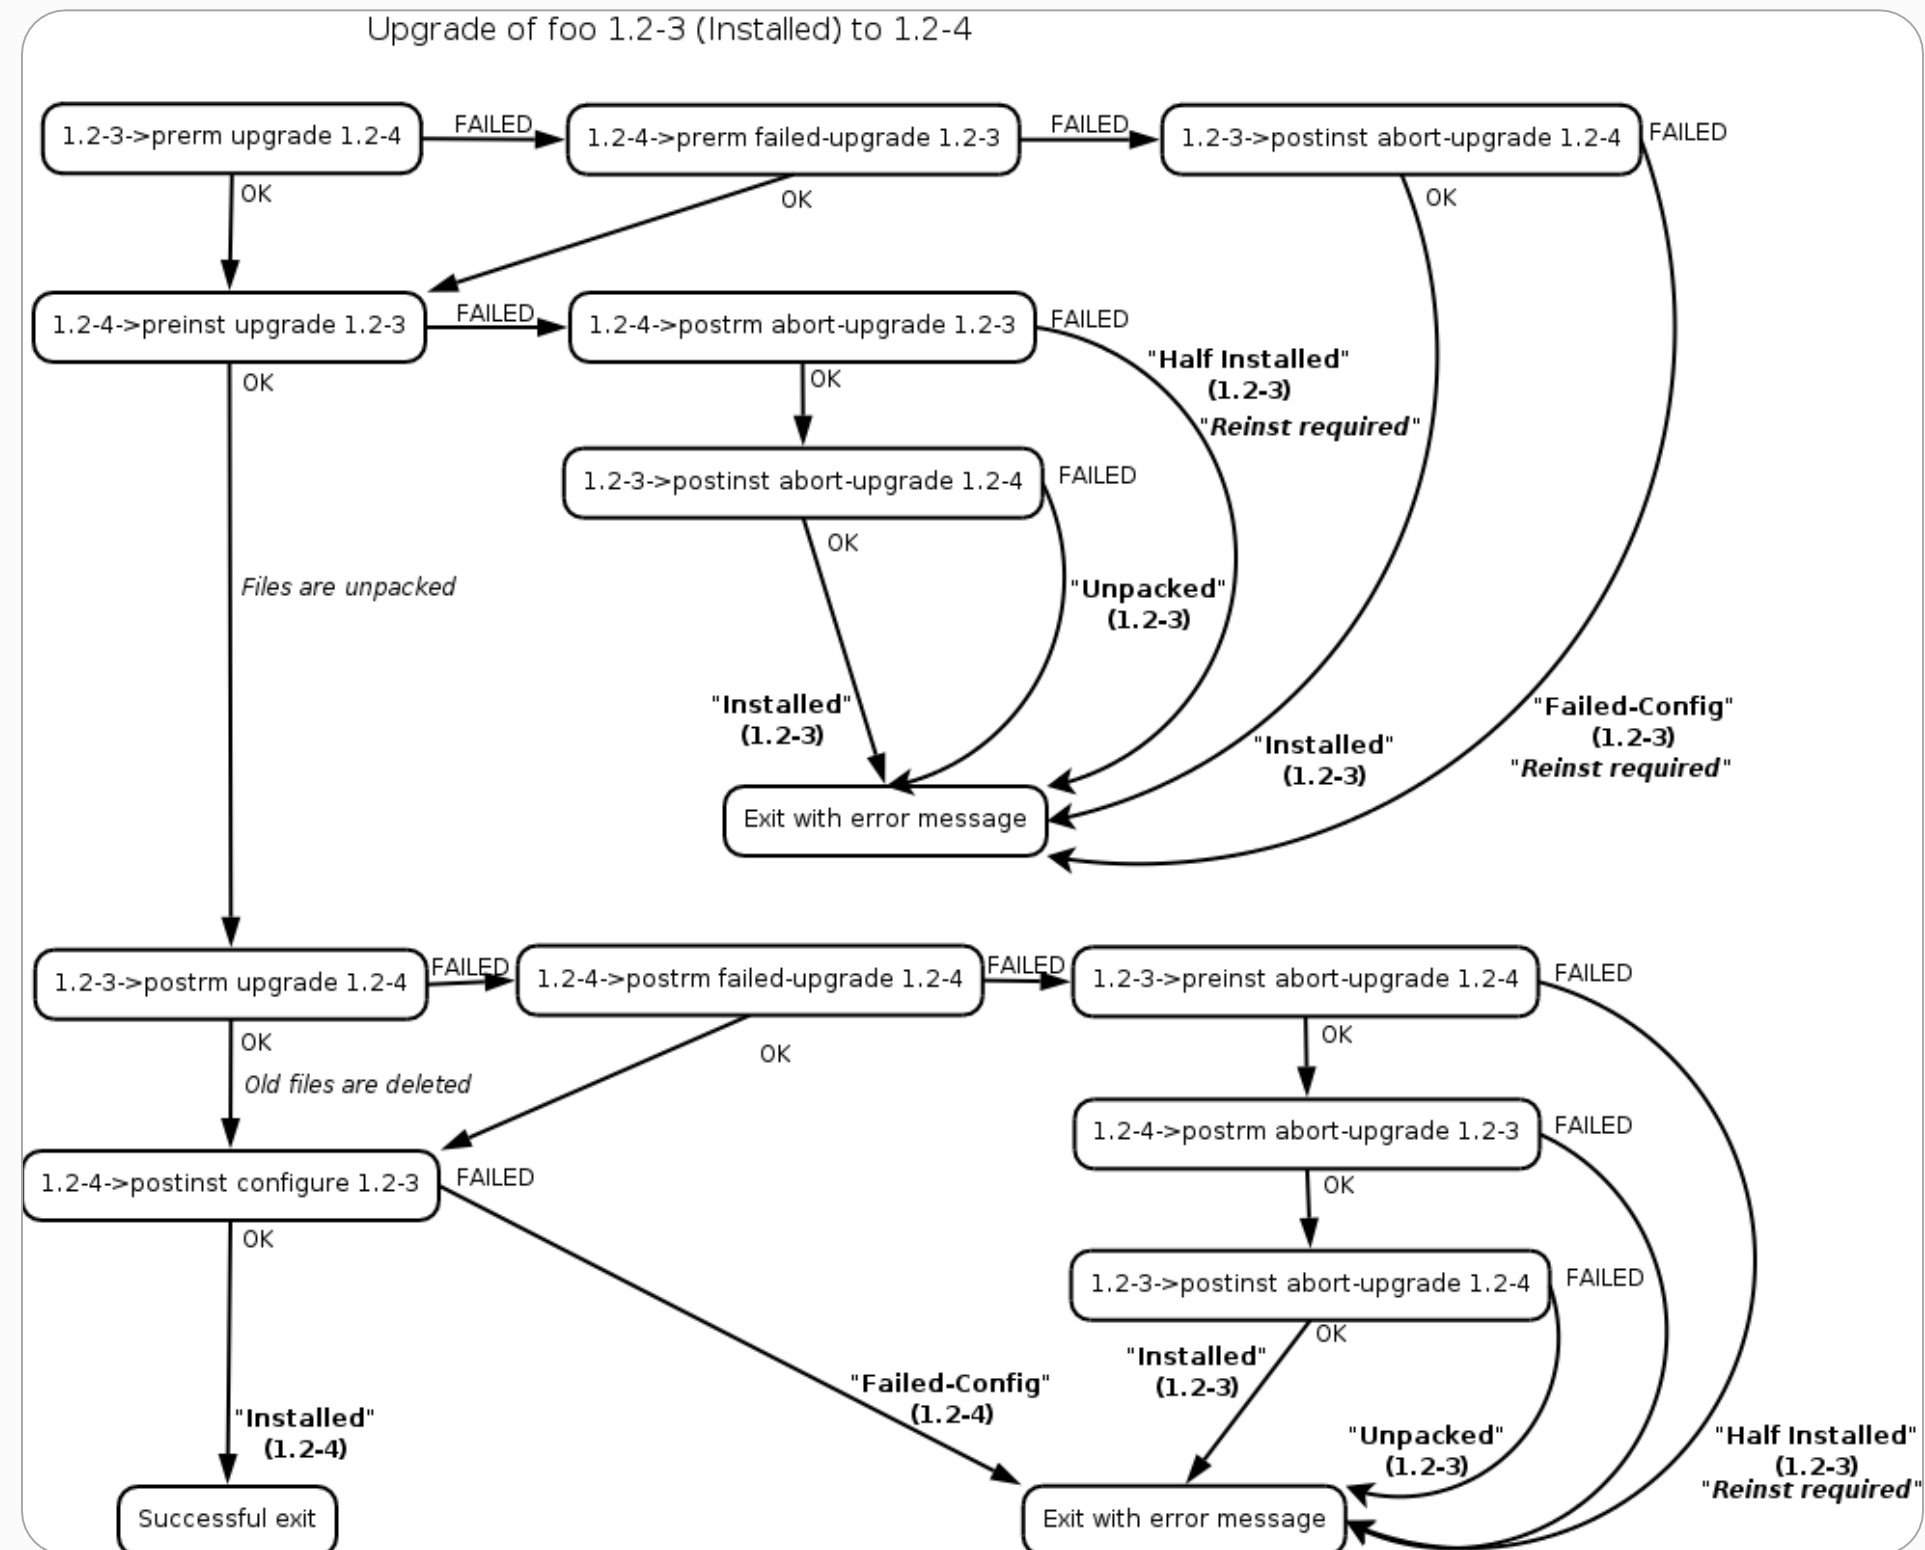 Upgrade of foo 1.2-3 (Installed) to 1.2-4
1.2-3->prerm upgrade 1.2-4
FAILED
1.2-4->prerm failed-upgrade 1.2-3
FAILED
1.2-3->postinst abort-upgrade 1.2-4
FAILED
OK
OK
OK
1.2-4->preinst upgrade 1.2-3
FAILED
1.2-4->postrm abort-upgrade 1.2-3
FAILED
OK
OK
"Half Installed"
(1.2-3)
"Reinst required"
1.2-3->postinst abort-upgrade 1.2-4
FAILED
OK
Files are unpacked
"Unpacked"
(1.2-3)
"Installed"
(1.2-3)
"Installed"
(1.2-3)
"Failed-Config"
(1.2-3)
"Reinst required"
Exit with error message
1.2-3->postrm upgrade 1.2-4
FAILED
1.2-4->postrm failed-upgrade 1.2-4
FAILED
1.2-3->preinst abort-upgrade 1.2-4
FAILED
OK
OK
OK
Old files are deleted
1.2-4->postrm abort-upgrade 1.2-3
FAILED
1.2-4->postinst configure 1.2-3
FAILED
OK
OK
1.2-3->postinst abort-upgrade 1.2-4
FAILED
OK
"Installed"
(1.2-3)
"Failed-Config"
(1.2-4)
"Installed"
(1.2-4)
"Unpacked"
(1.2-3)
"Half Installed"
(1.2-3)
"Reinst required"
Successful exit
Exit with error message